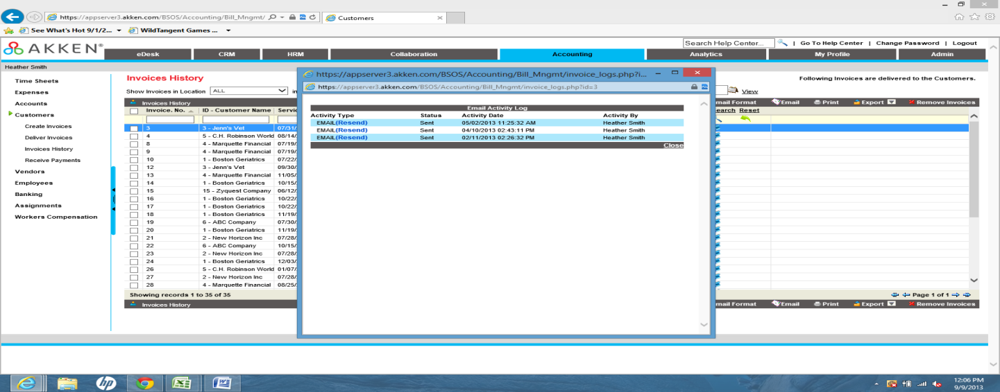 https://appserver3.akken.com/BSOS/Accounting/Bill_Mngmt/
Customers
See What's Hot 9/1/2...
WildTangent Games ...
AKKEN
Search Help Center...
| Go To Help Center | Change Password | Logout
eDesk CRM HRM Collaboration Accounting Analytics My Profile Admin
Heather Smith
Time Sheets
Expenses
Accounts
Customers
Create Invoices
Deliver Invoices
Invoices History
Receive Payments
Vendors
Employees
Banking
Assignments
Workers Compensation
Invoices History
Following Invoices are delivered to the Customers.
Show Invoices in Location ALL in
View
Invoices History
mail Format Email Print Export Remove Invoices
Invoice. No. ID - Customer Name Servic
earch Reset
3 3 - Jenn's Vet 07/31/
4 5 - C.H. Robinson World 08/14/
8 4 - Marquette Financial 07/19/
9 4 - Marquette Financial 07/19/
10 1 - Boston Geriatrics 07/22/
12 3 - Jenn's Vet 09/30/
13 4 - Marquette Financial 11/05/
14 1 - Boston Geriatrics 10/15/
15 15 - Zyquest Company 06/12/
16 1 - Boston Geriatrics 10/22/
17 1 - Boston Geriatrics 10/22/
18 1 - Boston Geriatrics 11/19/
19 6 - ABC Company 07/30/
20 1 - Boston Geriatrics 11/19/
21 2 - New Horizon Inc 07/28/
22 6 - ABC Company 10/15/
23 2 - New Horizon Inc 07/28/
24 1 - Boston Geriatrics 12/03/
26 5 - C.H. Robinson World 01/07/
27 2 - New Horizon Inc 07/28/
28 4 - Marquette Financial 08/25/
Showing records 1 to 35 of 35
Page 1 of 1
Invoices History
mail Format Email Print Export Remove Invoices
https://appserver3.akken.com/BSOS/Accounting/Bill_Mngmt/invoice_logs.php?i...
https://appserver3.akken.com/BSOS/Accounting/Bill_Mngmt/invoice_logs.php?id=3
Email Activity Log
Activity Type Status Activity Date Activity By
EMAIL(Resend) Sent 05/02/2013 11:25:32 AM Heather Smith
EMAIL(Resend) Sent 04/10/2013 02:43:11 PM Heather Smith
EMAIL(Resend) Sent 02/11/2013 02:26:32 PM Heather Smith
Close
hp
12:06 PM
9/9/2013